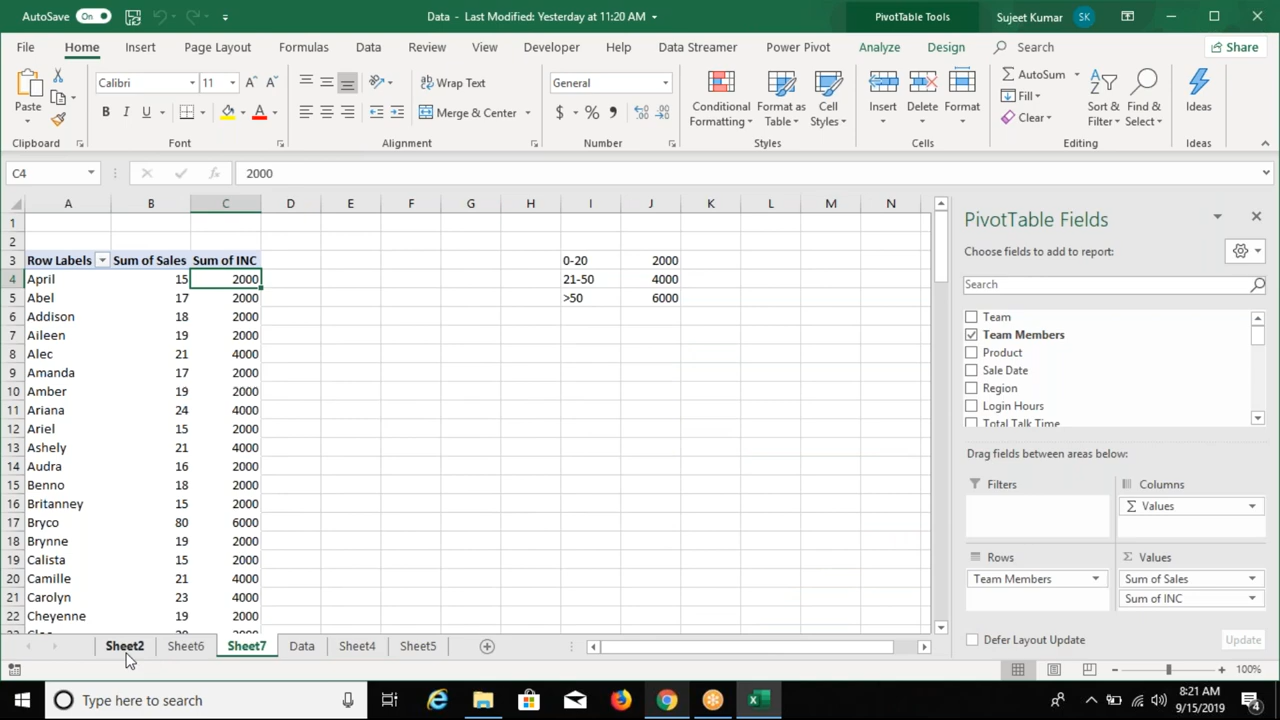 AutoSave On Data - Last Modified: Yesterday at 11:20 AM PivotTable Tools Sujeet Kumar SK
File Home Insert Page Layout Formulas Data Review View Developer Help Data Streamer Power Pivot Analyze Design Search Share
Paste Calibri 11 A A Wrap Text General Conditional Formatting Format as Table Cell Styles Insert Delete Format AutoSum Fill Clear Sort & Filter Find & Select Ideas
B I U A Merge & Center $ % ,
Clipboard Font Alignment Number Styles Cells Editing Ideas
C4 fx 2000
A B C D E F G H I J K L M N
1
2
3 Row Labels Sum of Sales Sum of INC 0-20 2000
4 April 15 2000 21-50 4000
5 Abel 17 2000 >50 6000
6 Addison 18 2000
7 Aileen 19 2000
8 Alec 21 4000
9 Amanda 17 2000
10 Amber 19 2000
11 Ariana 24 4000
12 Ariel 15 2000
13 Ashely 21 4000
14 Audra 16 2000
15 Benno 18 2000
16 Britanney 15 2000
17 Bryco 80 6000
18 Brynne 19 2000
19 Calista 15 2000
20 Camille 21 4000
21 Carolyn 23 4000
22 Cheyenne 19 2000
PivotTable Fields
Choose fields to add to report:
Search
Team
Team Members
Product
Sale Date
Region
Login Hours
Total Talk Time
Drag fields between areas below:
Filters Columns
Σ Values
Rows Σ Values
Team Members Sum of Sales
Sum of INC
Defer Layout Update Update
Sheet2 Sheet6 Sheet7 Data Sheet4 Sheet5
100%
Type here to search
8:21 AM
9/15/2019
4